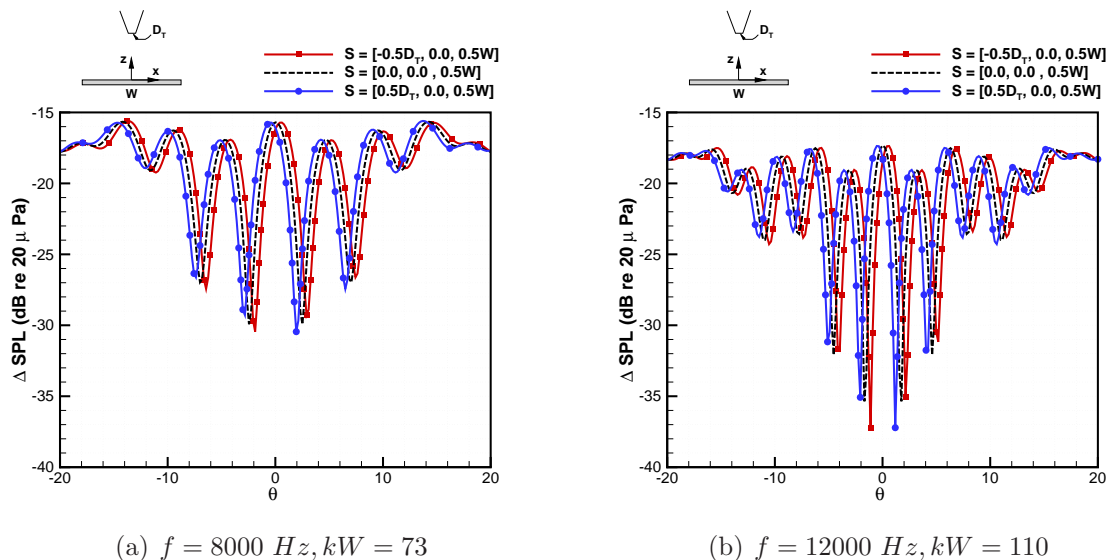 D_T
z
x
W
S = [-0.5D_T, 0.0, 0.5W]
S = [0.0, 0.0 , 0.5W]
S = [0.5D_T, 0.0, 0.5W]
Δ SPL (dB re 20 μ Pa)
-15
-20
-25
-30
-35
-40
-20
-10
0
10
20
θ
(a) f = 8000 Hz, kW = 73
D_T
z
x
W
S = [-0.5D_T, 0.0, 0.5W]
S = [0.0, 0.0 , 0.5W]
S = [0.5D_T, 0.0, 0.5W]
Δ SPL (dB re 20 μ Pa)
-15
-20
-25
-30
-35
-40
-20
-10
0
10
20
θ
(b) f = 12000 Hz, kW = 110